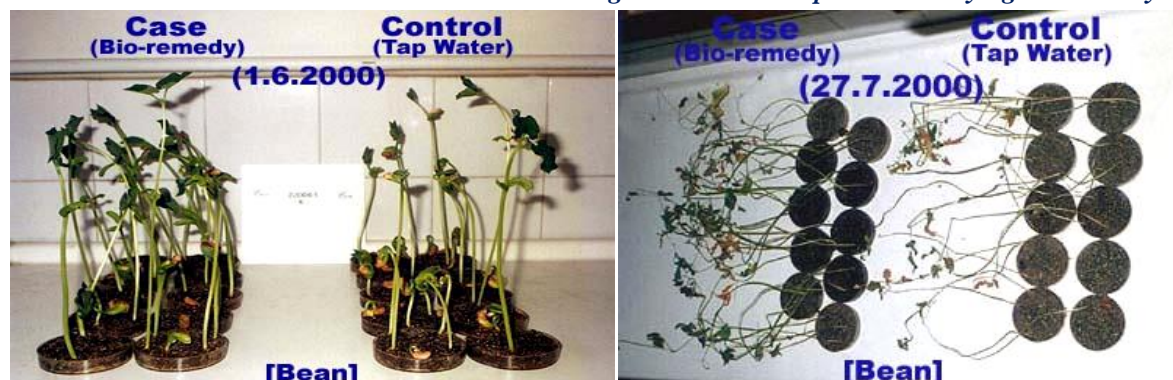 Case
(Bio-remedy)
Control
(Tap Water)
(1.6.2000)
[Bean]
Case
(Bio-remedy)
Control
(Tap Water)
(27.7.2000)
[Bean]